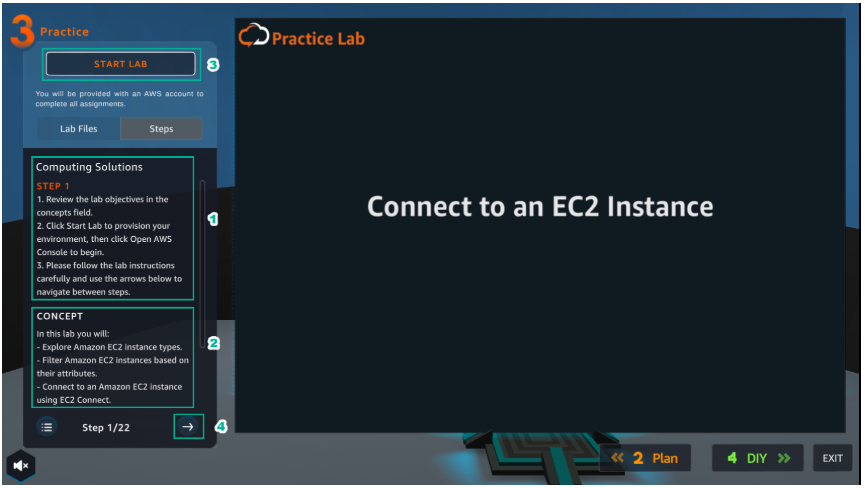 3 Practice
START LAB
3
You will be provided with an AWS account to
complete all assignments.
Lab Files
Steps
Computing Solutions
STEP 1
1. Review the lab objectives in the
concepts field.
2. Click Start Lab to provision your
environment, then click Open AWS
Console to begin.
3. Please follow the lab instructions
carefully and use the arrows below to
navigate between steps.
1
CONCEPT
In this lab you will:
- Explore Amazon EC2 instance types.
- Filter Amazon EC2 instances based on
their attributes.
- Connect to an Amazon EC2 instance
using EC2 Connect.
2
Step 1/22
→
4
Practice Lab
Connect to an EC2 Instance
<< 2 Plan
4 DIY >>
EXIT